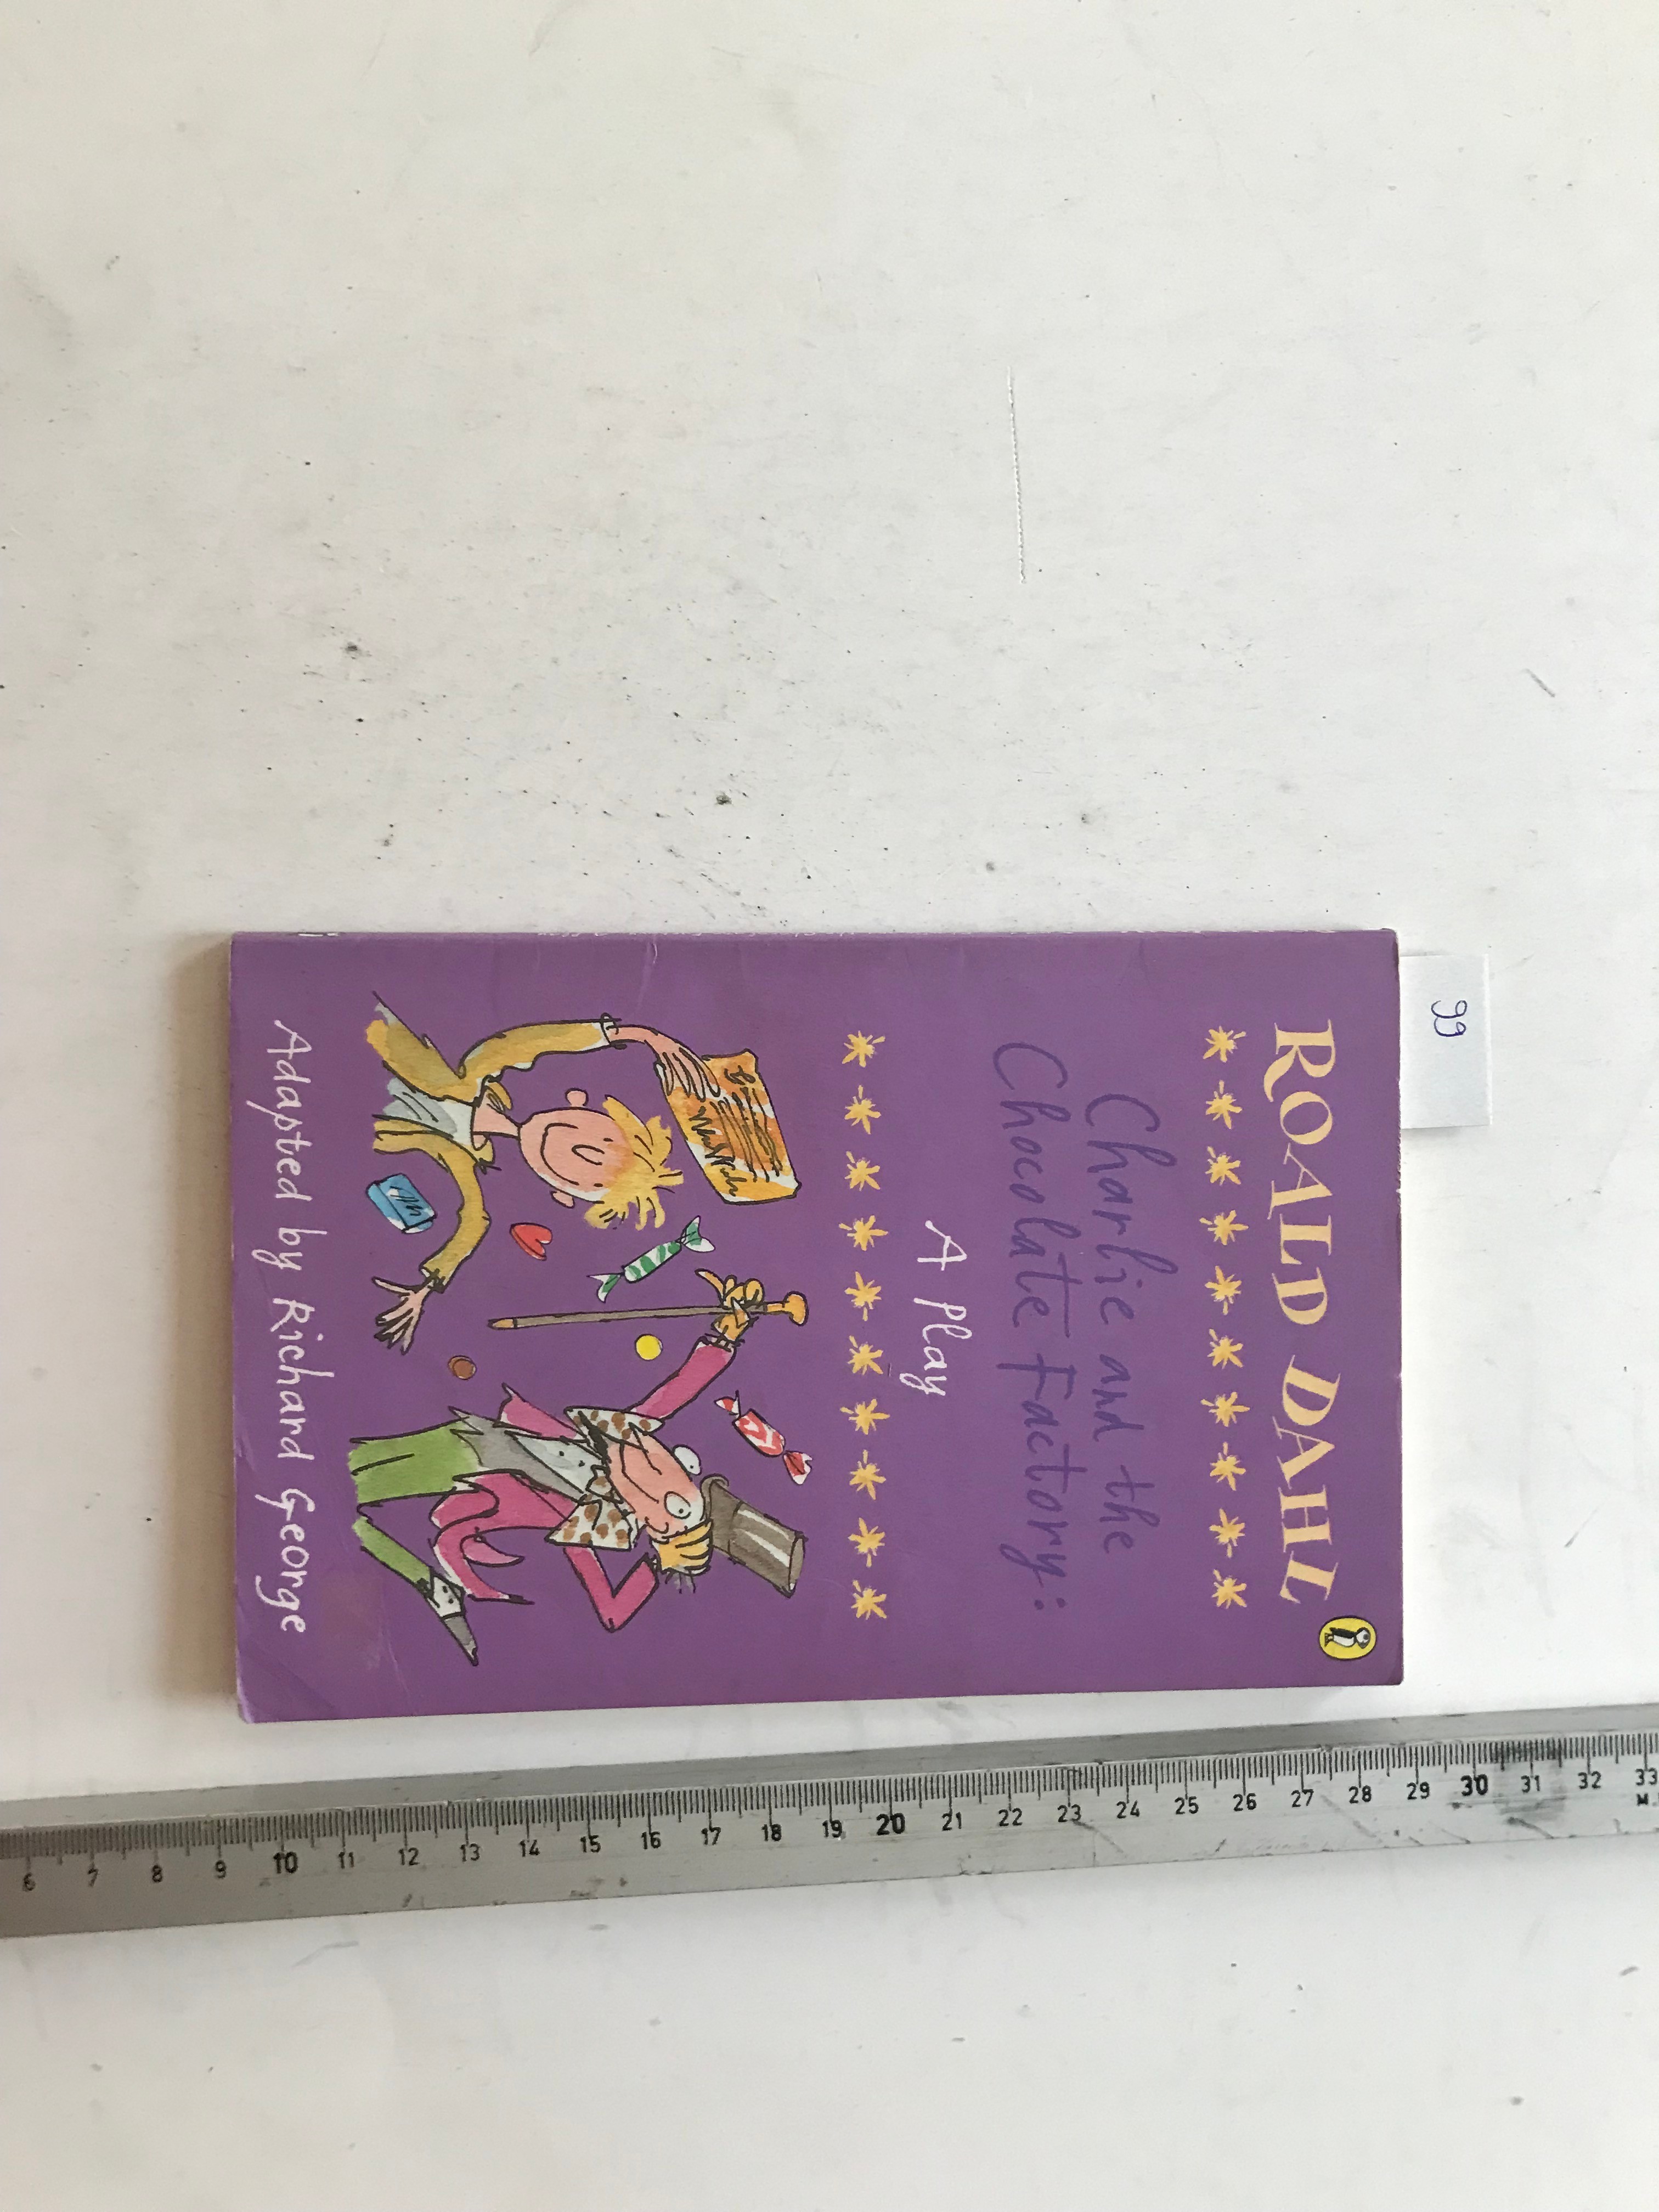 99
ROALD DAHL
Charlie and the
Chocolate Factory:
A Play
Adapted by Richard George
6 7 8 9 10 11 12 13 14 15 16 17 18 19 20 21 22 23 24 25 26 27 28 29 30 31 32 33